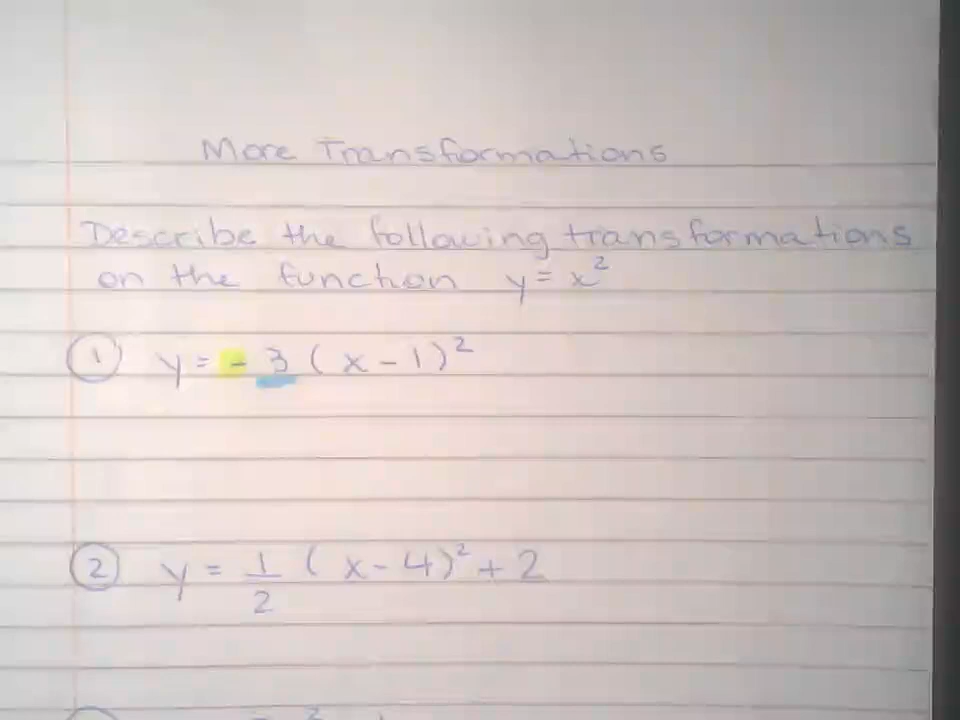 More Transformations
Describe the following transformations
on the function y = x²
① y = - 3 ( x - 1 )²
② y = 1/2 ( x - 4 )² + 2